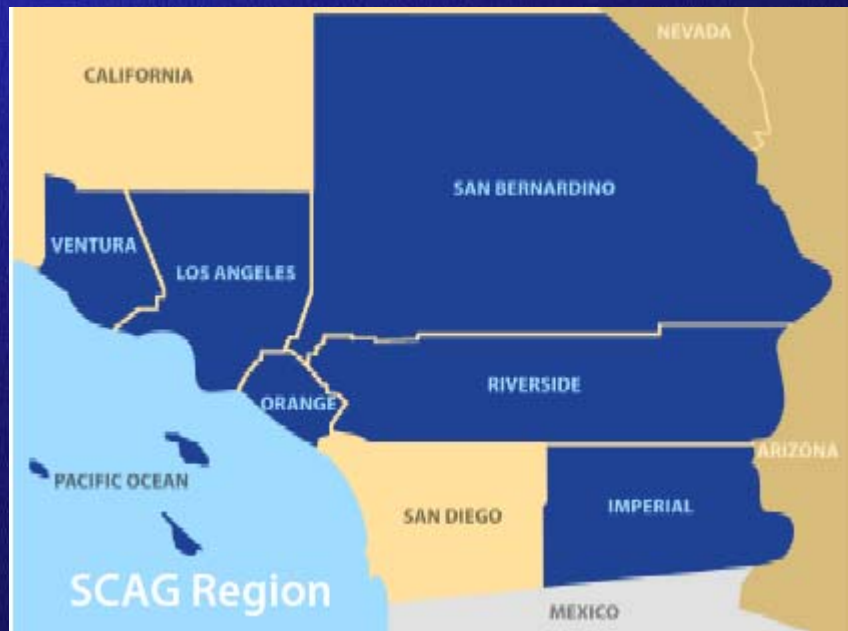 NEVADA
CALIFORNIA
SAN BERNARDINO
VENTURA
LOS ANGELES
RIVERSIDE
ORANGE
ARIZONA
PACIFIC OCEAN
SAN DIEGO
IMPERIAL
SCAG Region
MEXICO